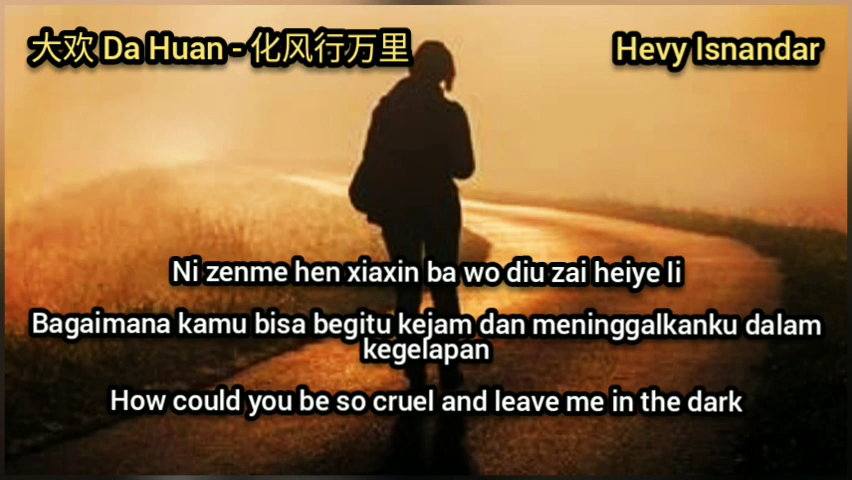 大欢 Da Huan - 化风行万里
Hevy Isnandar
Ni zenme hen xiaxin ba wo diu zai heiye li
Bagaimana kamu bisa begitu kejam dan meninggalkanku dalam
kegelapan
How could you be so cruel and leave me in the dark